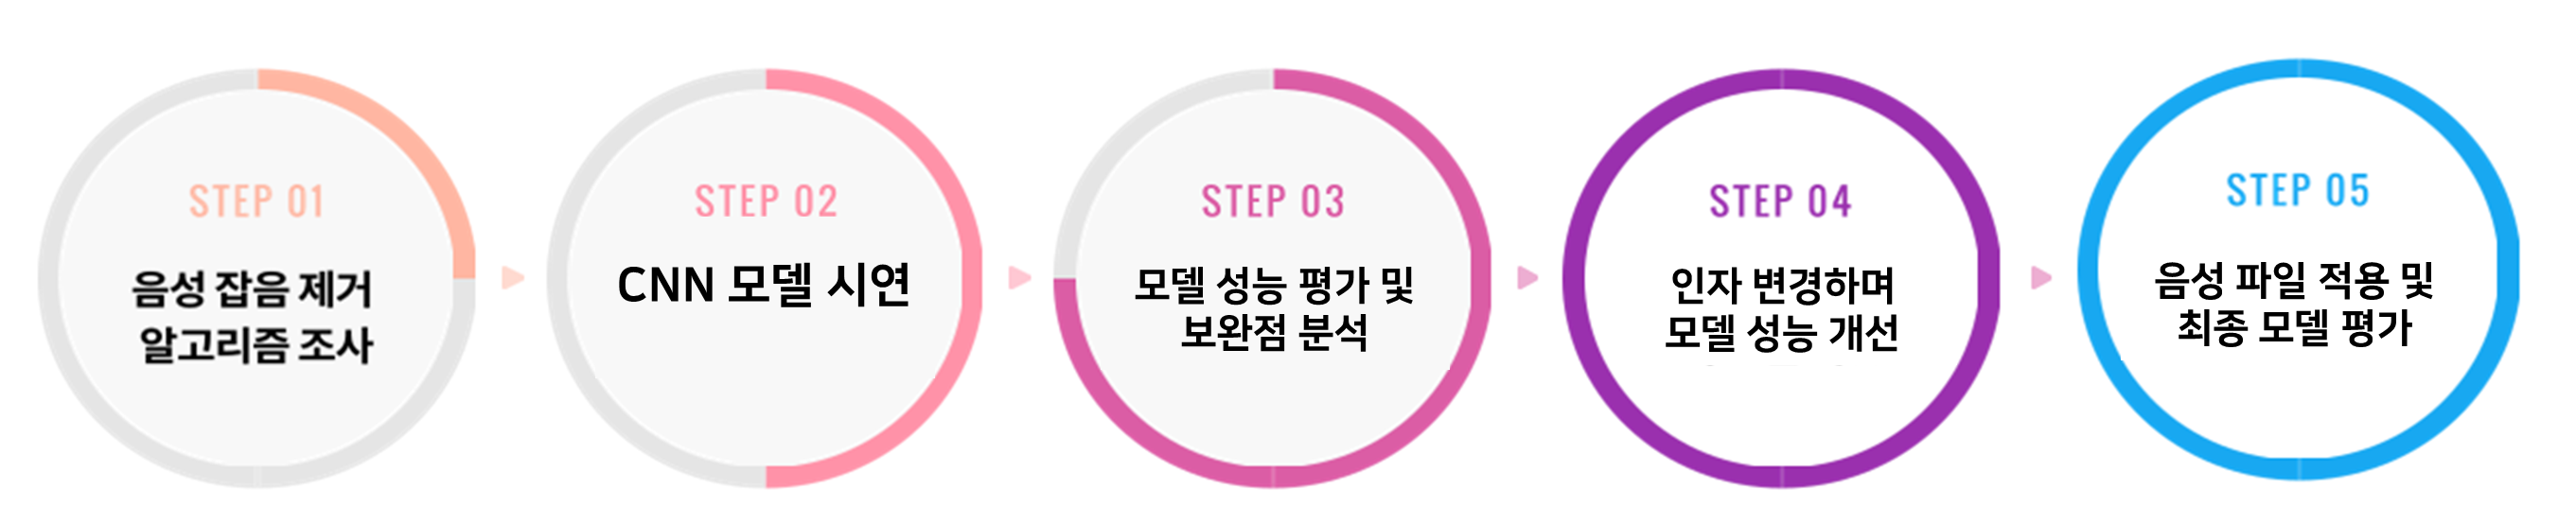 STEP 01
음성 잡음 제거
알고리즘 조사
STEP 02
CNN 모델 시연
STEP 03
모델 성능 평가 및
보완점 분석
STEP 04
인자 변경하며
모델 성능 개선
STEP 05
음성 파일 적용 및
최종 모델 평가